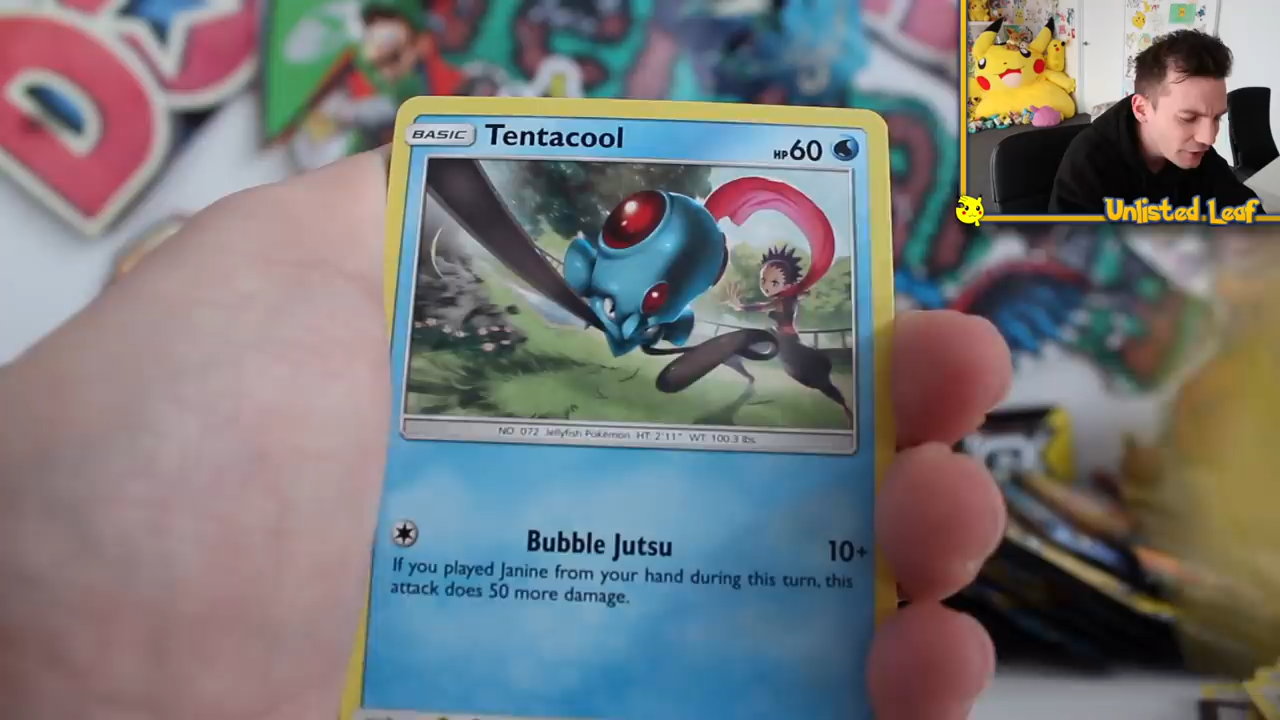 BASIC Tentacool HP60
NO. 072 Jellyfish Pokémon HT: 2'11" WT: 100.3 lbs.
Bubble Jutsu 10+
If you played Janine from your hand during this turn, this
attack does 50 more damage.
Unlisted Leaf
D